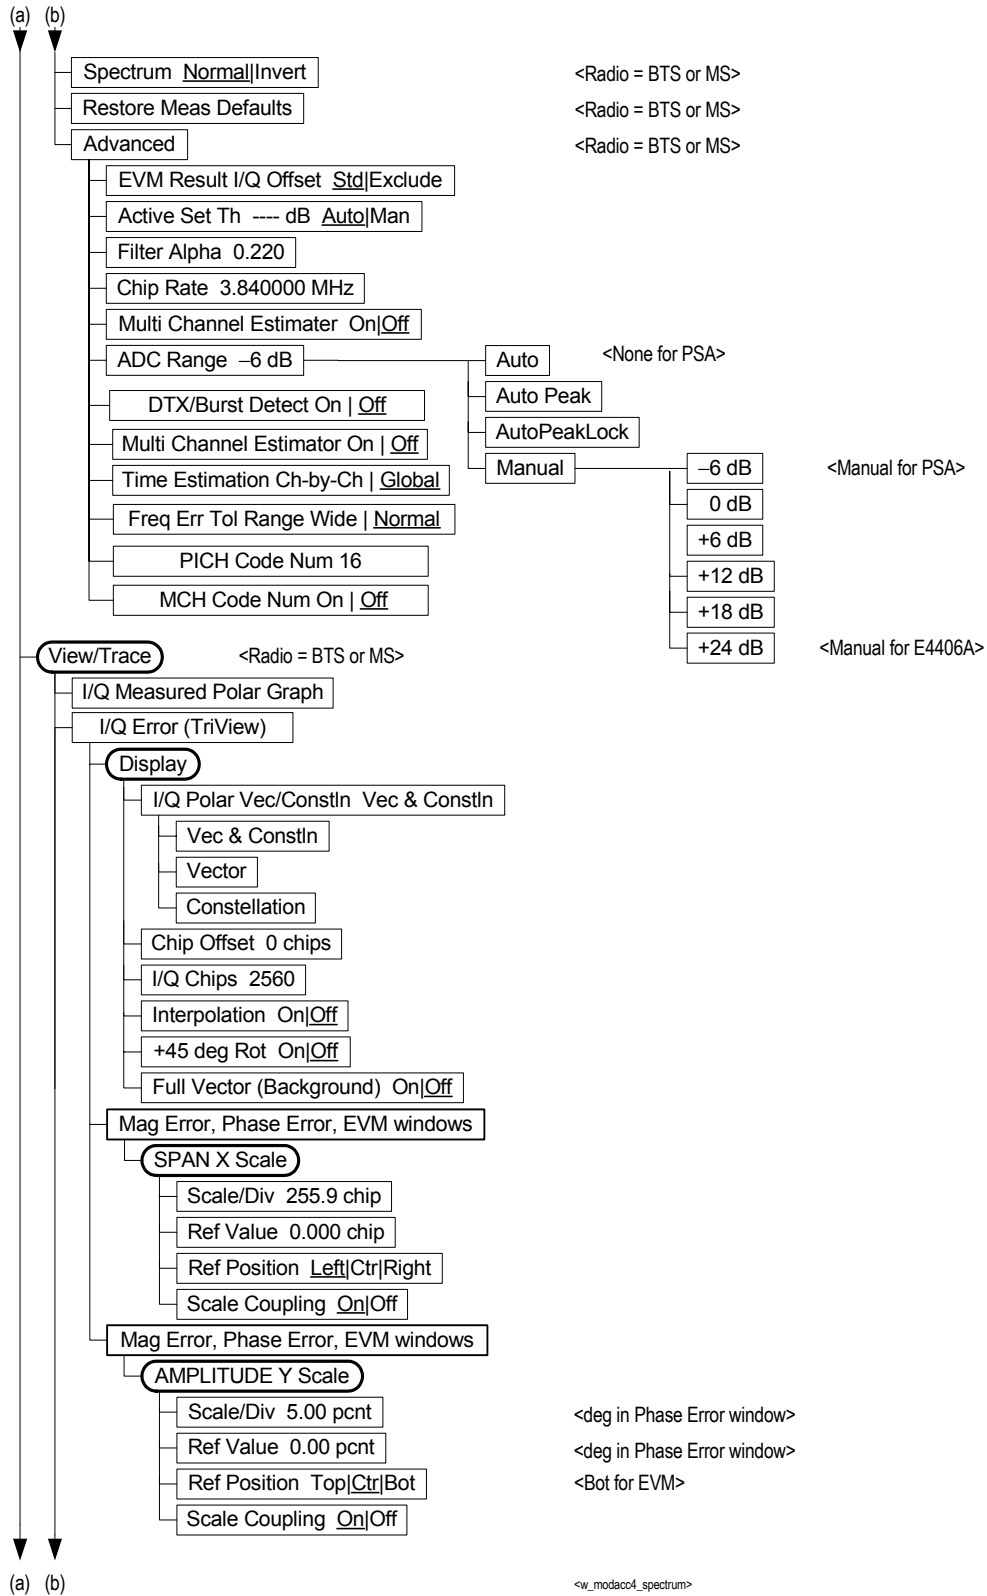 (a) (b)
Spectrum Normal|Invert <Radio = BTS or MS>
Restore Meas Defaults <Radio = BTS or MS>
Advanced <Radio = BTS or MS>
EVM Result I/Q Offset Std|Exclude
Active Set Th ---- dB Auto|Man
Filter Alpha 0.220
Chip Rate 3.840000 MHz
Multi Channel Estimater On|Off
ADC Range –6 dB Auto <None for PSA>
Auto Peak
DTX/Burst Detect On | Off
AutoPeakLock
Multi Channel Estimator On | Off
Manual –6 dB <Manual for PSA>
Time Estimation Ch-by-Ch | Global
0 dB
Freq Err Tol Range Wide | Normal
+6 dB
PICH Code Num 16
+12 dB
MCH Code Num On | Off
+18 dB
+24 dB <Manual for E4406A>
View/Trace <Radio = BTS or MS>
I/Q Measured Polar Graph
I/Q Error (TriView)
Display
I/Q Polar Vec/Constln Vec & Constln
Vec & Constln
Vector
Constellation
Chip Offset 0 chips
I/Q Chips 2560
Interpolation On|Off
+45 deg Rot On|Off
Full Vector (Background) On|Off
Mag Error, Phase Error, EVM windows
SPAN X Scale
Scale/Div 255.9 chip
Ref Value 0.000 chip
Ref Position Left|Ctr|Right
Scale Coupling On|Off
Mag Error, Phase Error, EVM windows
AMPLITUDE Y Scale
Scale/Div 5.00 pcnt <deg in Phase Error window>
Ref Value 0.00 pcnt <deg in Phase Error window>
Ref Position Top|Ctr|Bot <Bot for EVM>
Scale Coupling On|Off
(a) (b)
<w_modacc4_spectrum>